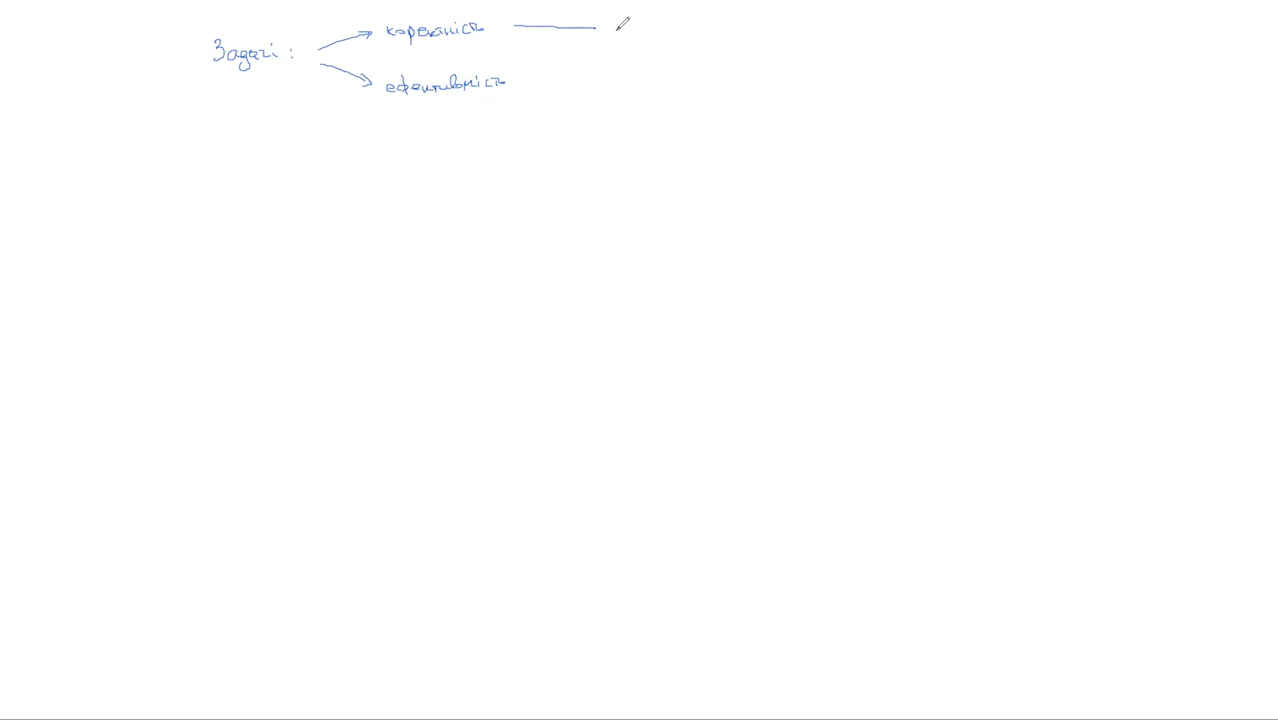 Задачі :
коректність
ефективність